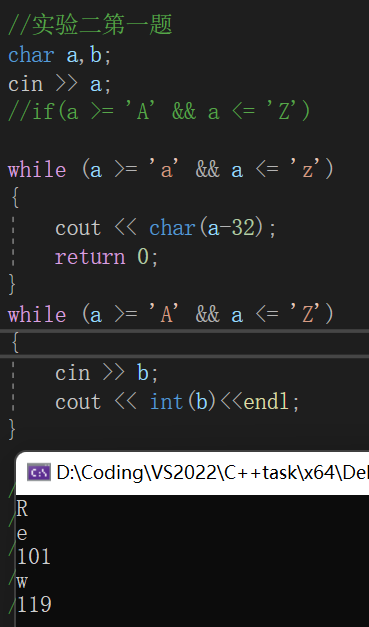 //实验二第一题
char a,b;
cin >> a;
//if(a >= 'A' && a <= 'Z')
while (a >= 'a' && a <= 'z')
{
cout << char(a-32);
return 0;
}
while (a >= 'A' && a <= 'Z')
{
cin >> b;
cout << int(b)<<endl;
}
D:\Coding\VS2022\C++task\x64\Del
R
e
101
w
119